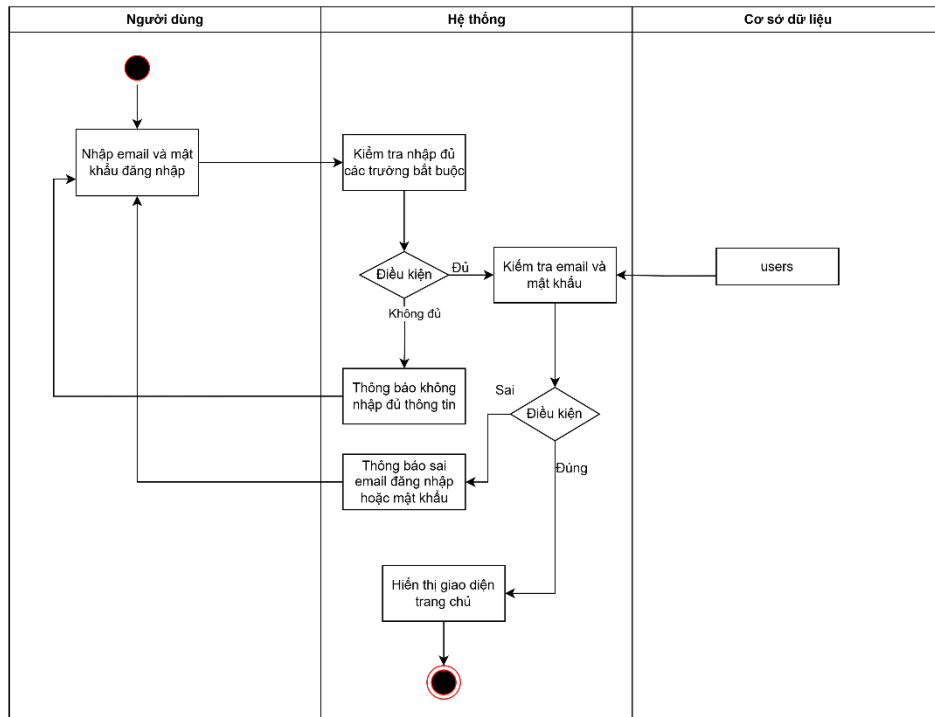 Người dùng
Hệ thống
Cơ sở dữ liệu
Nhập email và mật
khẩu đăng nhập
Kiểm tra nhập đủ
các trường bắt buộc
Điều kiện
Đủ
Kiểm tra email và
mật khẩu
users
Không đủ
Thông báo không
nhập đủ thông tin
Sai
Điều kiện
Thông báo sai
email đăng nhập
hoặc mật khẩu
Đúng
Hiển thị giao diện
trang chủ